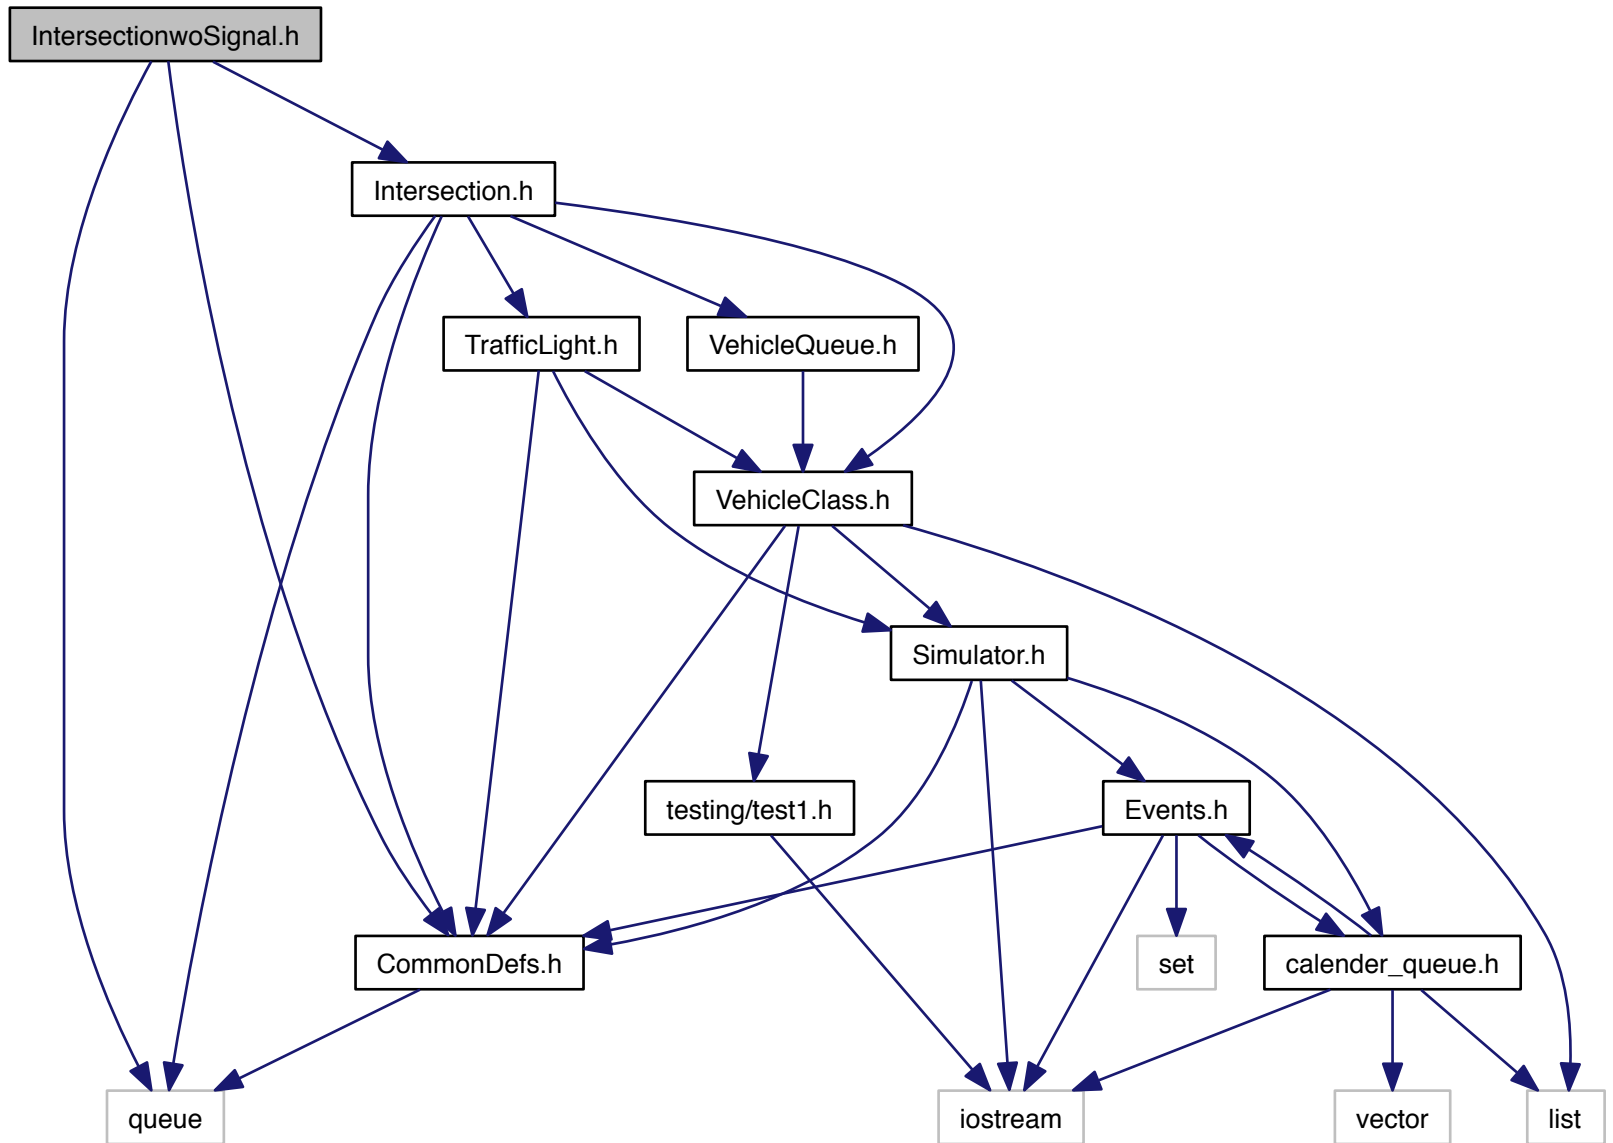 IntersectionwoSignal.h
Intersection.h
TrafficLight.h
VehicleQueue.h
VehicleClass.h
Simulator.h
testing/test1.h
Events.h
CommonDefs.h
set
calender_queue.h
queue
iostream
vector
list